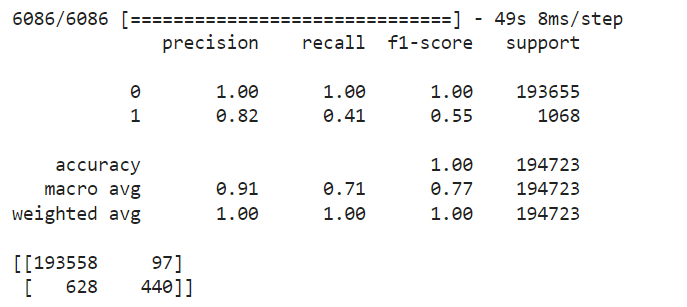 6086/6086 [==============================] - 49s 8ms/step
precision recall f1-score support
0 1.00 1.00 1.00 193655
1 0.82 0.41 0.55 1068
accuracy 1.00 194723
macro avg 0.91 0.71 0.77 194723
weighted avg 1.00 1.00 1.00 194723
[[193558 97]
[ 628 440]]